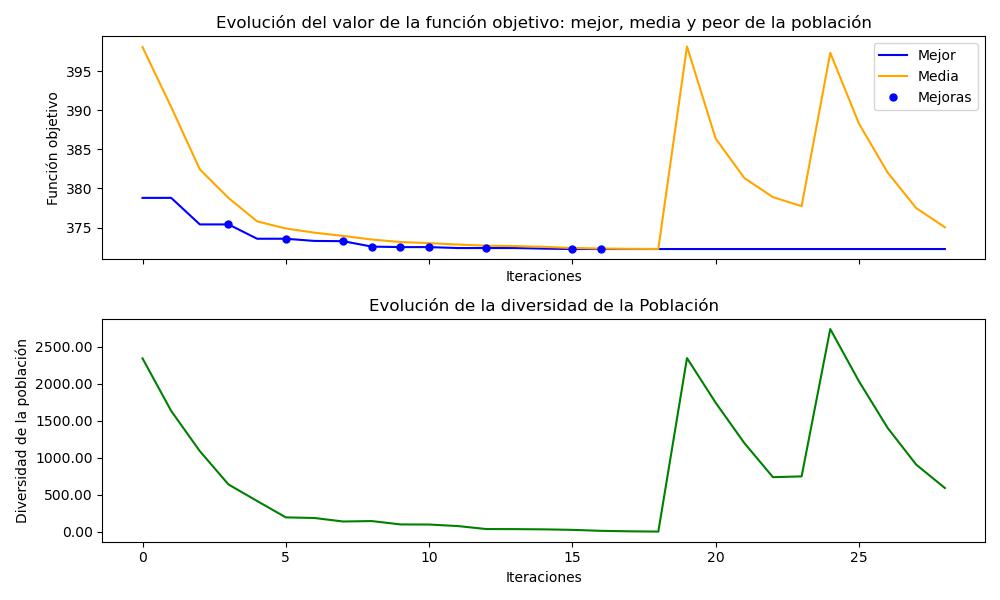 Evolución del valor de la función objetivo: mejor, media y peor de la población
Función objetivo
395
390
385
380
375
Mejor
Media
Mejoras
Iteraciones
Evolución de la diversidad de la Población
Diversidad de la población
2500.00
2000.00
1500.00
1000.00
500.00
0.00
0 5 10 15 20 25
Iteraciones